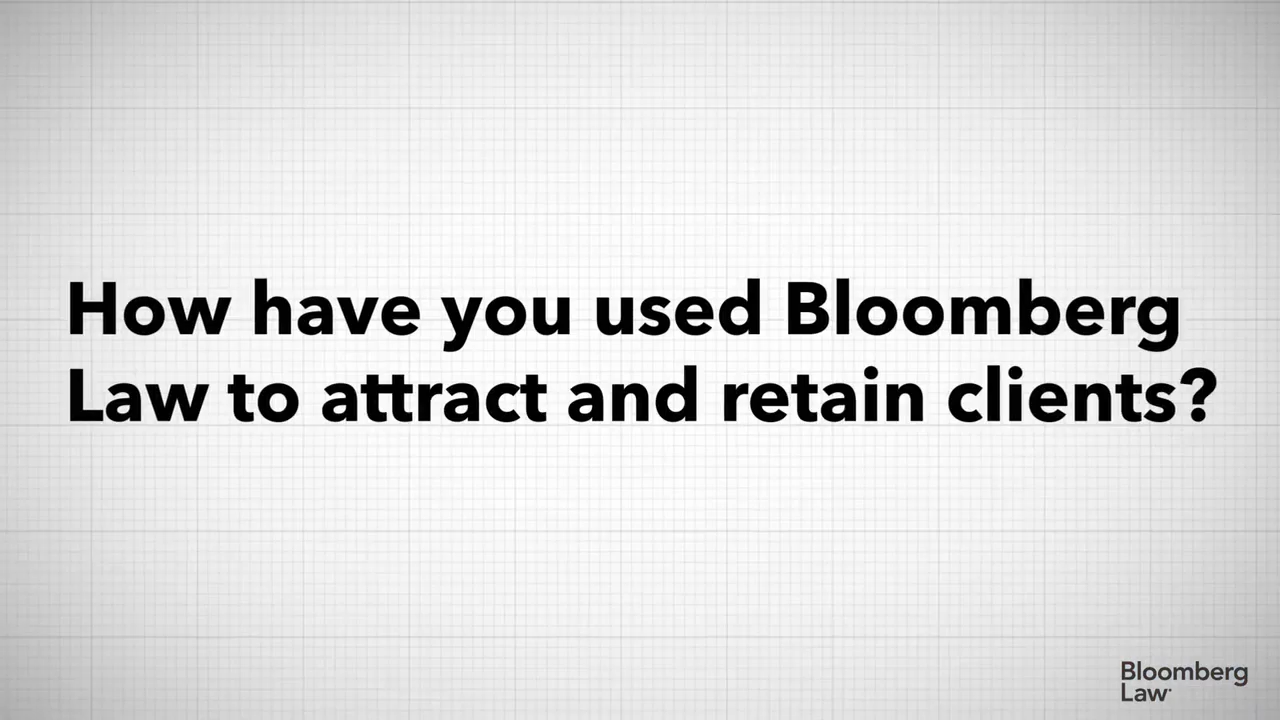 How have you used Bloomberg
Law to attract and retain clients?
Bloomberg
Law